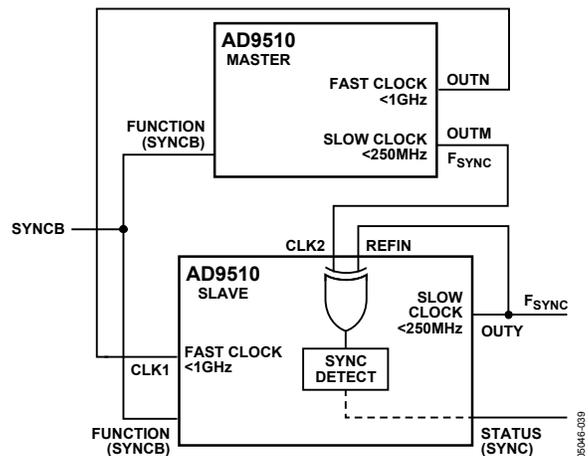 AD9510
MASTER
FAST CLOCK
<1GHz
OUTN
FUNCTION
(SYNCB)
SLOW CLOCK
<250MHz
OUTM
FSYNC
SYNCB
CLK2
REFIN
AD9510
SLAVE
SLOW
CLOCK
<250MHz
FSYNC
OUTY
FAST CLOCK
<1GHz
CLK1
SYNC
DETECT
FUNCTION
(SYNCB)
STATUS
(SYNC)
05046-039